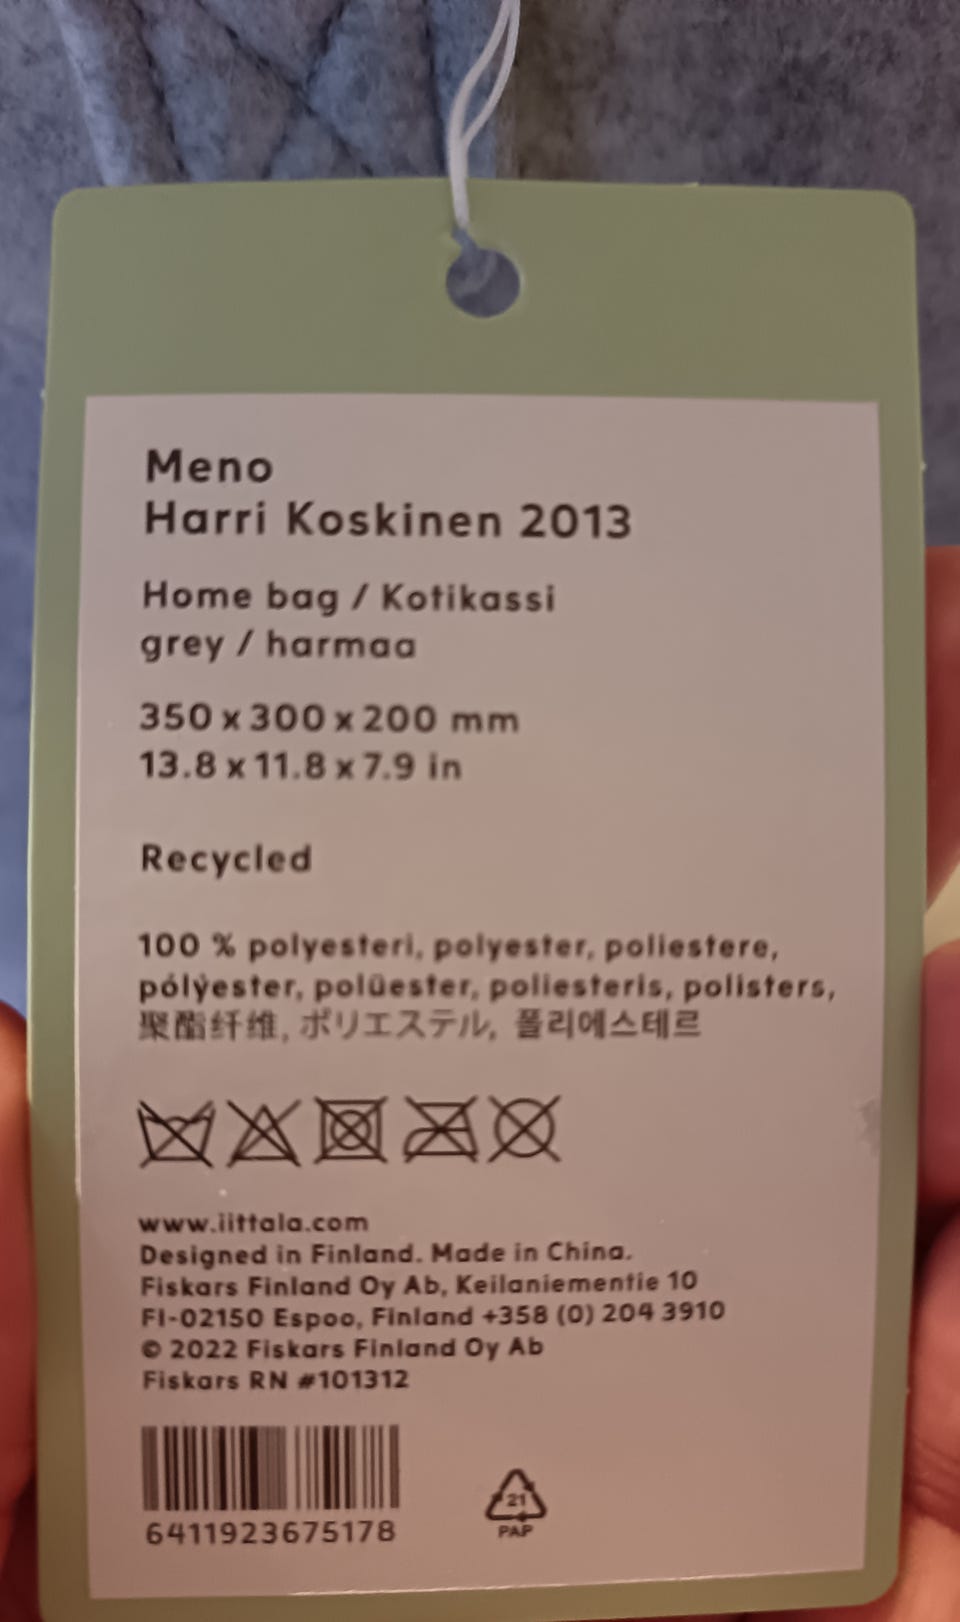 Meno
Harri Koskinen 2013
Home bag / Kotikassi
grey / harmaa
350 x 300 x 200 mm
13.8 x 11.8 x 7.9 in
Recycled
100 % polyesteri, polyester, poliestere,
pólýester, polüester, poliesteris, polisters,
聚酯纤维, ポリエステル, 폴리에스테르
www.iittala.com
Designed in Finland. Made in China.
Fiskars Finland Oy Ab, Keilaniementie 10
FI-02150 Espoo, Finland +358 (0) 204 3910
© 2022 Fiskars Finland Oy Ab
Fiskars RN #101312
6411923675178
21
PAP